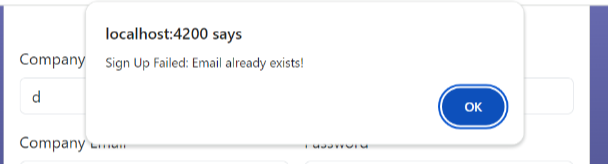 localhost:4200 says
Sign Up Failed: Email already exists!
OK
Company
d
Company Email
Password